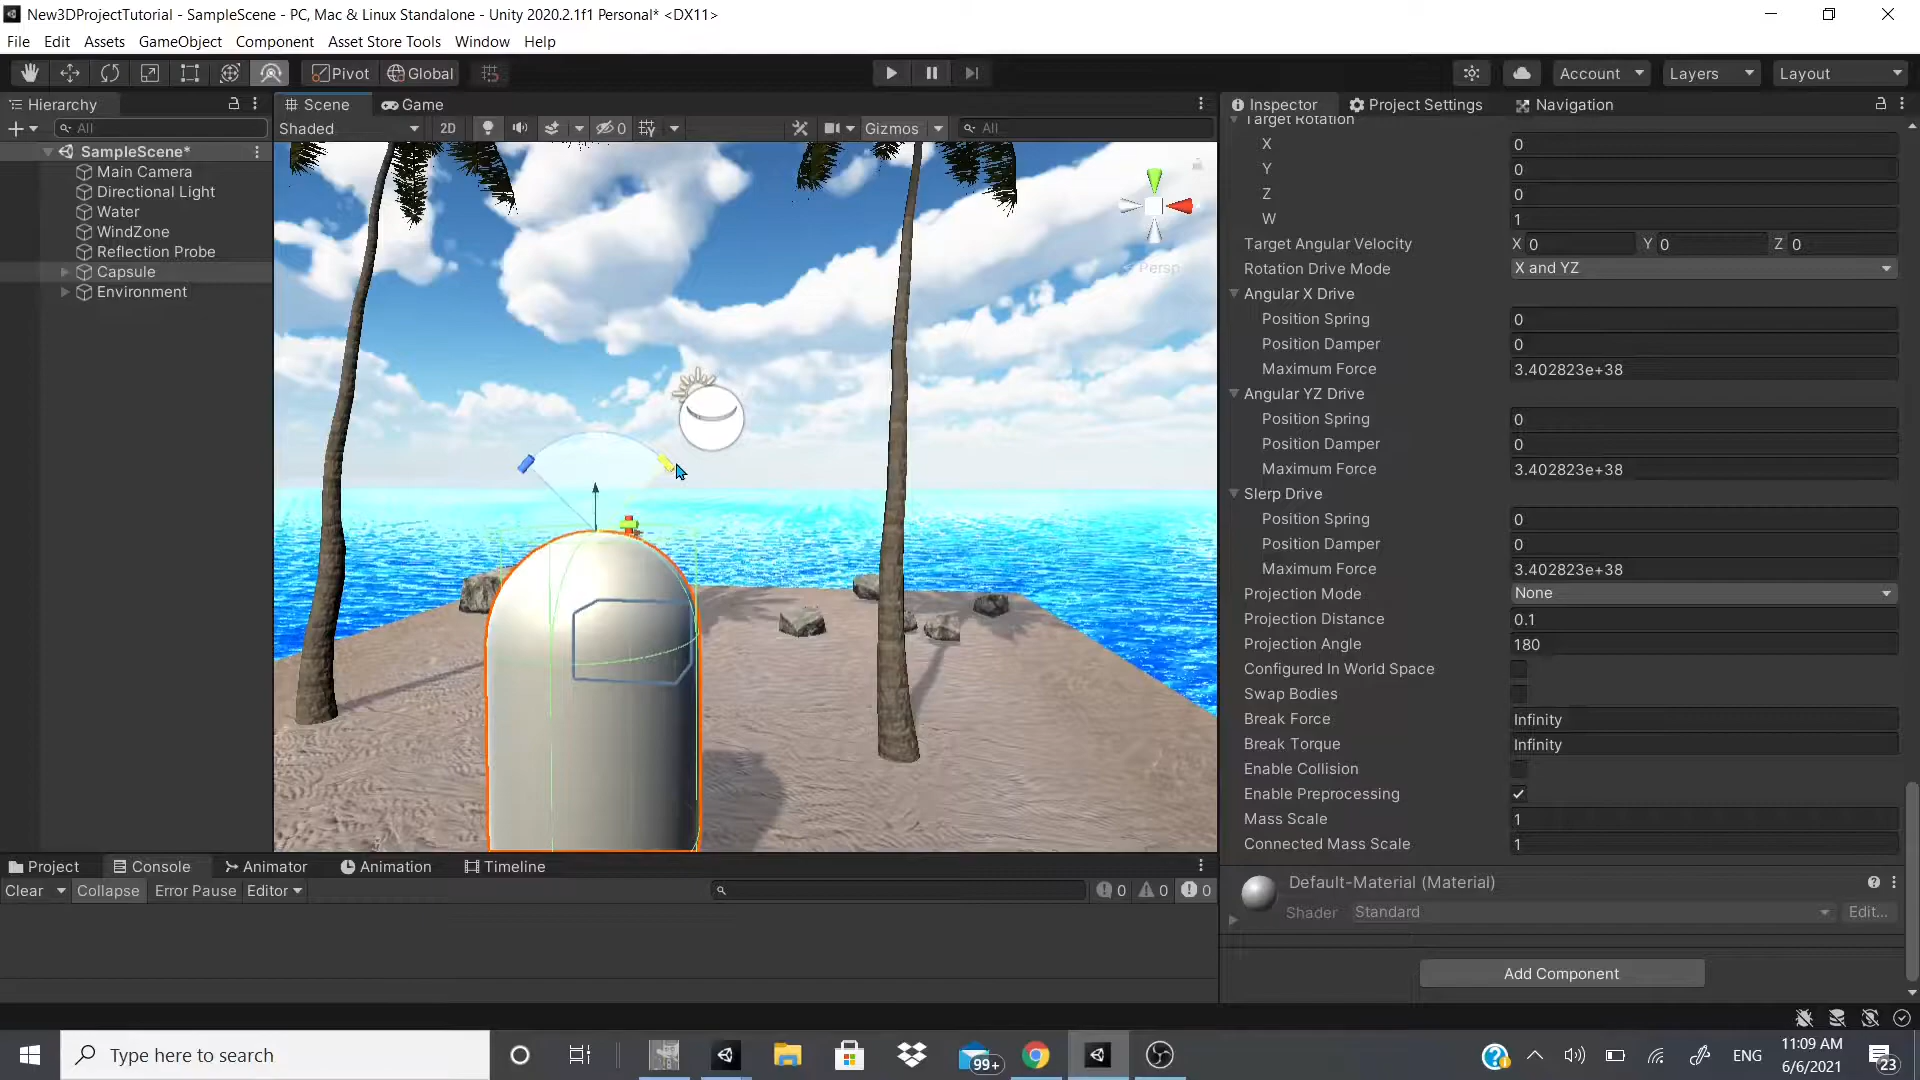 New3DProjectTutorial - SampleScene - PC, Mac & Linux Standalone - Unity 2020.2.1f1 Personal* <DX11>
File Edit Assets GameObject Component Asset Store Tools Window Help
Pivot Global Account Layers Layout
Hierarchy Scene Game Inspector Project Settings Navigation
All Shaded 2D 0 Gizmos All
SampleScene*
Main Camera
Directional Light
Water
WindZone
Reflection Probe
Capsule
Environment
Persp
Target Rotation
X 0
Y 0
Z 0
W 1
Target Angular Velocity X 0 Y 0 Z 0
Rotation Drive Mode X and YZ
Angular X Drive
Position Spring 0
Position Damper 0
Maximum Force 3.402823e+38
Angular YZ Drive
Position Spring 0
Position Damper 0
Maximum Force 3.402823e+38
Slerp Drive
Position Spring 0
Position Damper 0
Maximum Force 3.402823e+38
Projection Mode None
Projection Distance 0.1
Projection Angle 180
Configured In World Space
Swap Bodies
Break Force Infinity
Break Torque Infinity
Enable Collision
Enable Preprocessing
Mass Scale 1
Connected Mass Scale 1
Default-Material (Material)
Shader Standard Edit...
Add Component
Project Console Animator Animation Timeline
Clear Collapse Error Pause Editor 0 0 0
Type here to search
99+
ENG
11:09 AM
6/6/2021
23